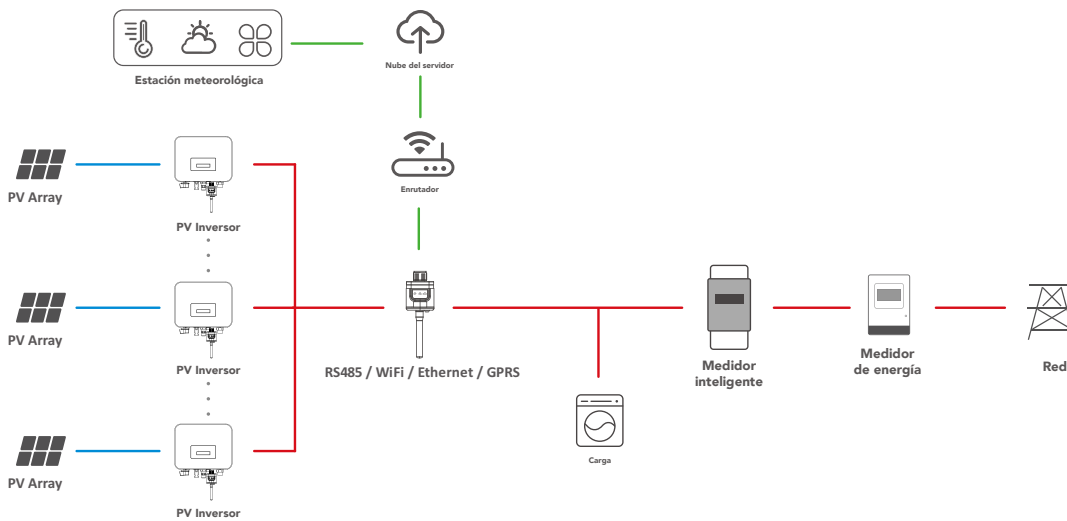 Estación meteorológica
Nube del servidor
Enrutador
PV Array
PV Inversor
PV Array
PV Inversor
RS485 / WiFi / Ethernet / GPRS
Medidor
inteligente
Medidor
de energía
Red
Carga
PV Array
PV Inversor